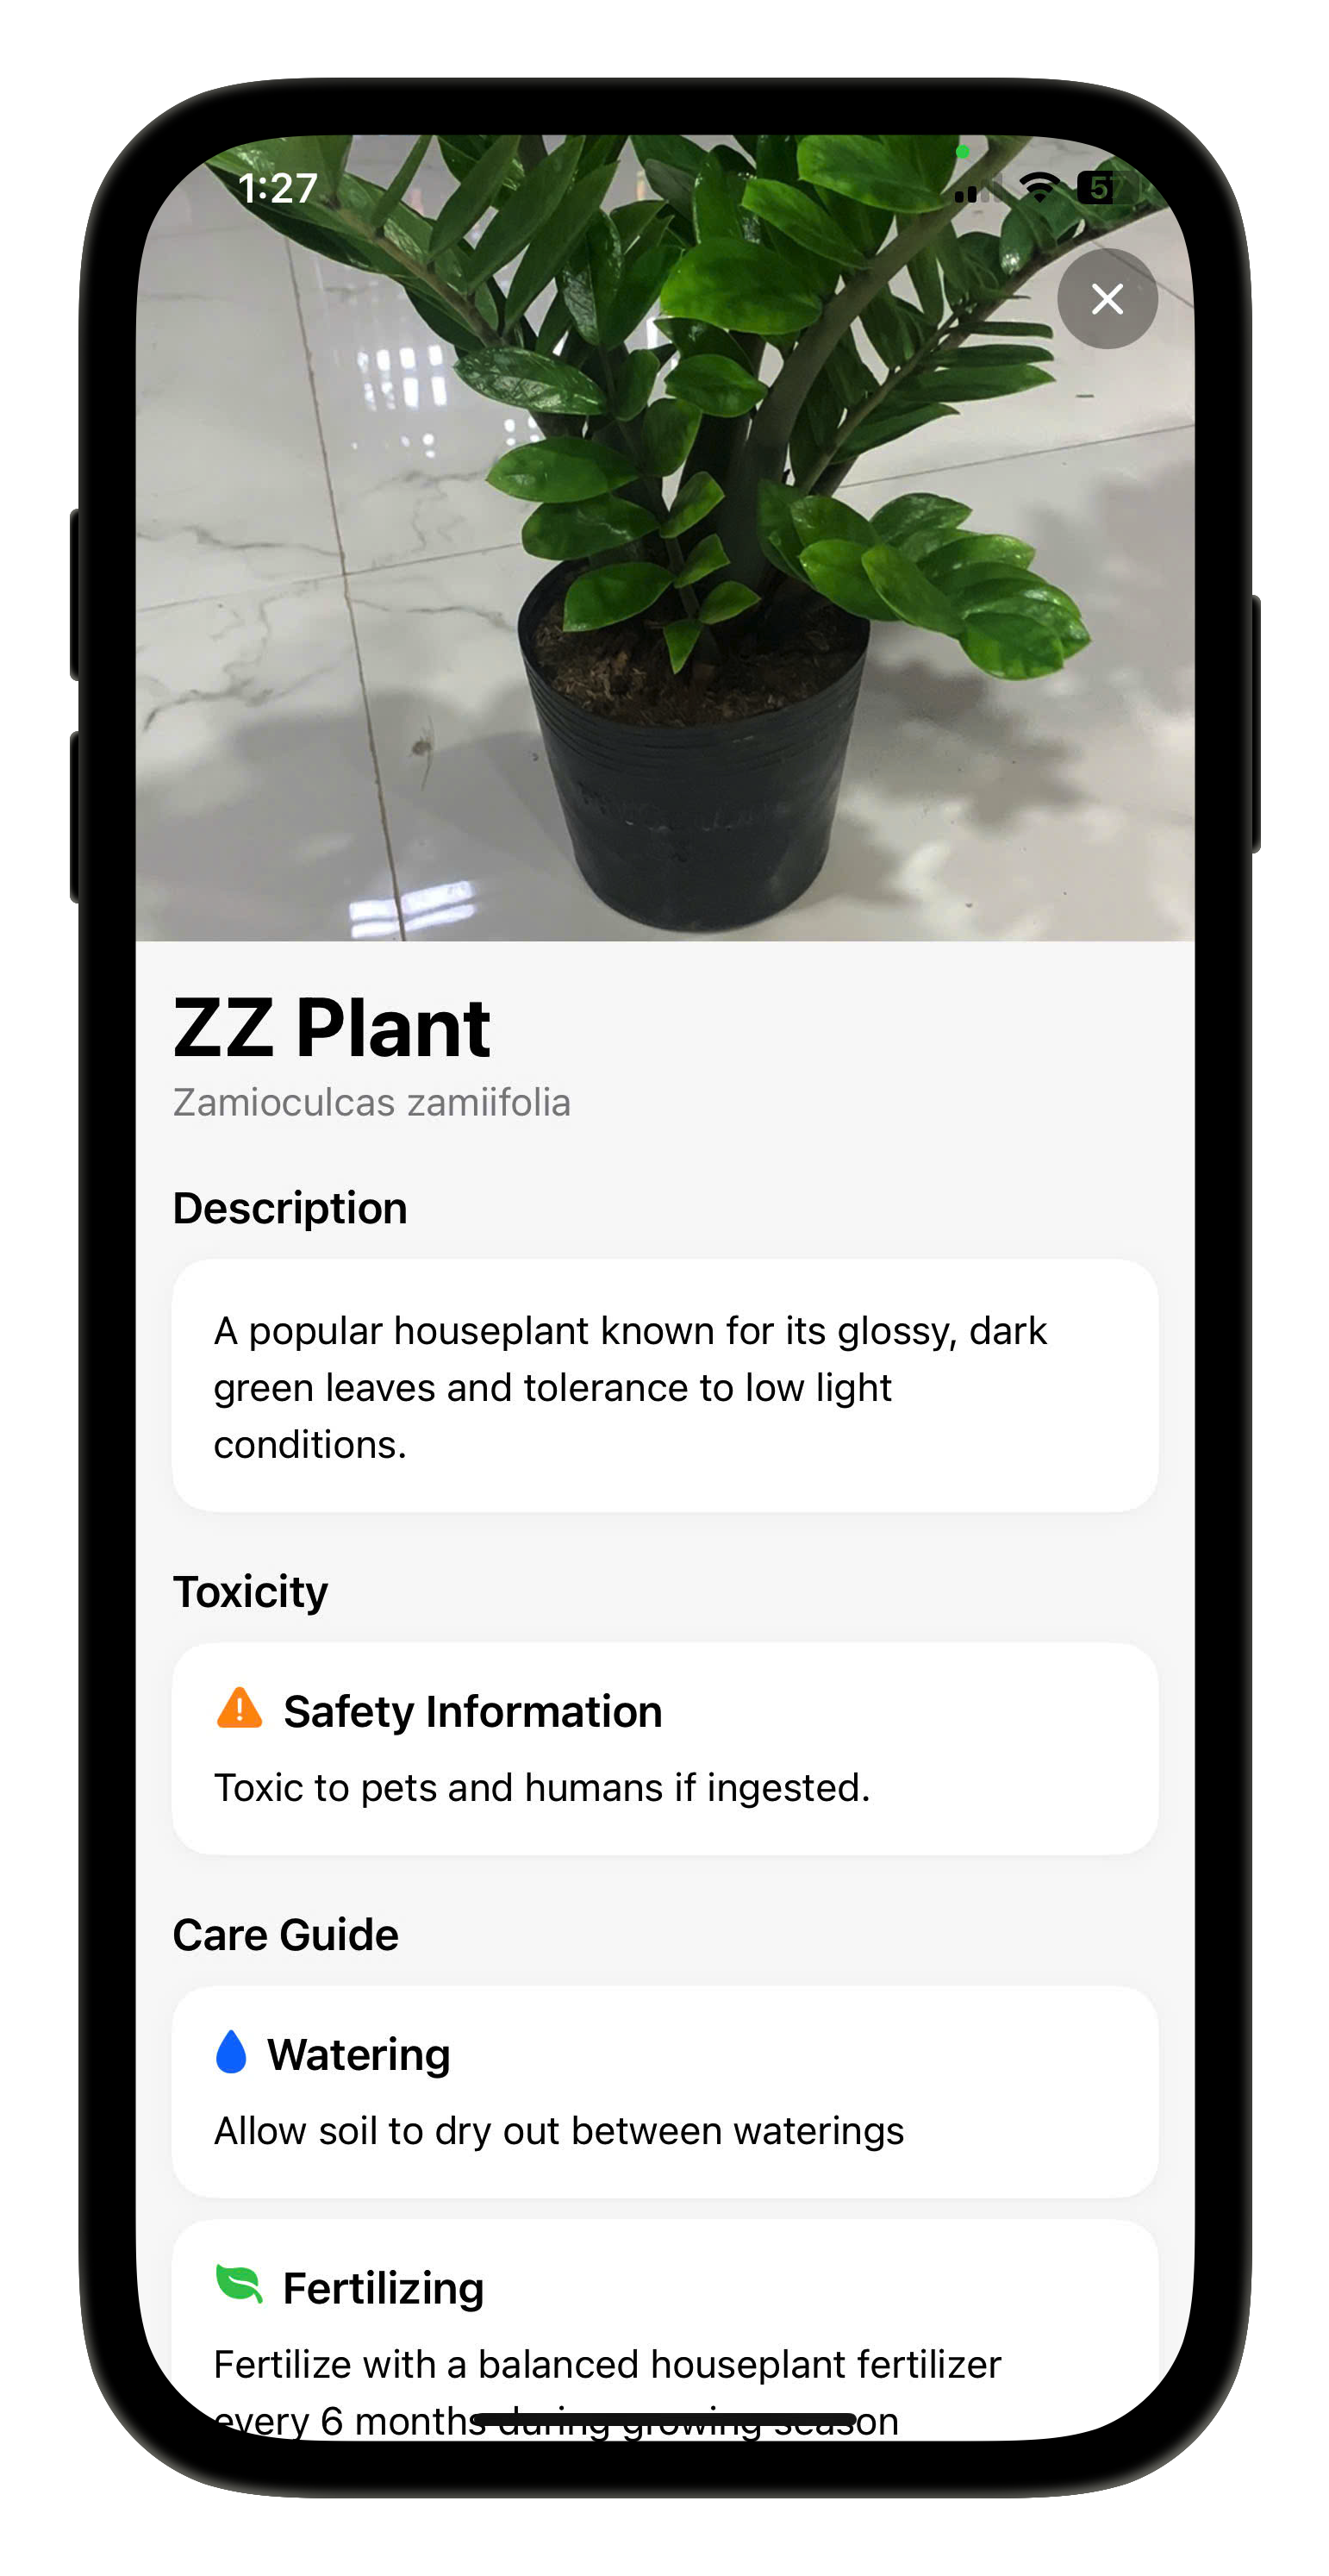 1:27
57
ZZ Plant
Zamioculcas zamiifolia
Description
A popular houseplant known for its glossy, dark
green leaves and tolerance to low light
conditions.
Toxicity
Safety Information
Toxic to pets and humans if ingested.
Care Guide
Watering
Allow soil to dry out between waterings
Fertilizing
Fertilize with a balanced houseplant fertilizer
every 6 months during growing season